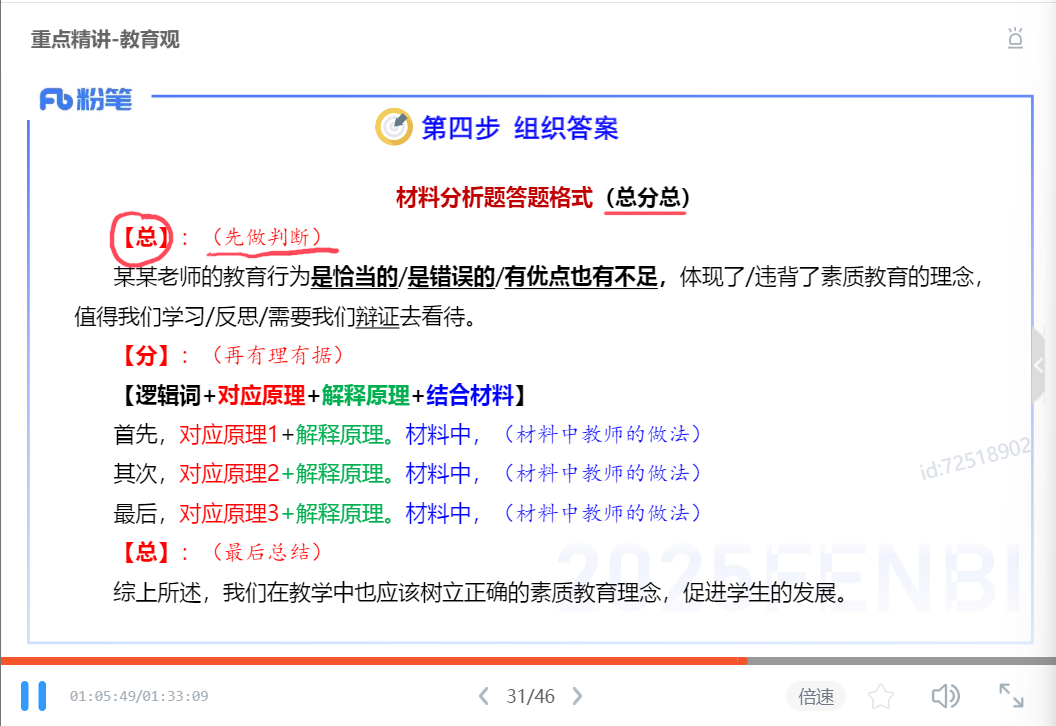 重点精讲-教育观
粉笔
第四步 组织答案
材料分析题答题格式（总分总）
【总】：（先做判断）
某某老师的教育行为是恰当的/是错误的/有优点也有不足，体现了/违背了素质教育的理念，
值得我们学习/反思/需要我们辩证去看待。
【分】：（再有理有据）
【逻辑词+对应原理+解释原理+结合材料】
首先，对应原理1+解释原理。材料中，（材料中教师的做法）
其次，对应原理2+解释原理。材料中，（材料中教师的做法）
最后，对应原理3+解释原理。材料中，（材料中教师的做法）
id:72518902
【总】：（最后总结）
综上所述，我们在教学中也应该树立正确的素质教育理念，促进学生的发展。
2025FENBI
01:05:49/01:33:09
31/46
倍速